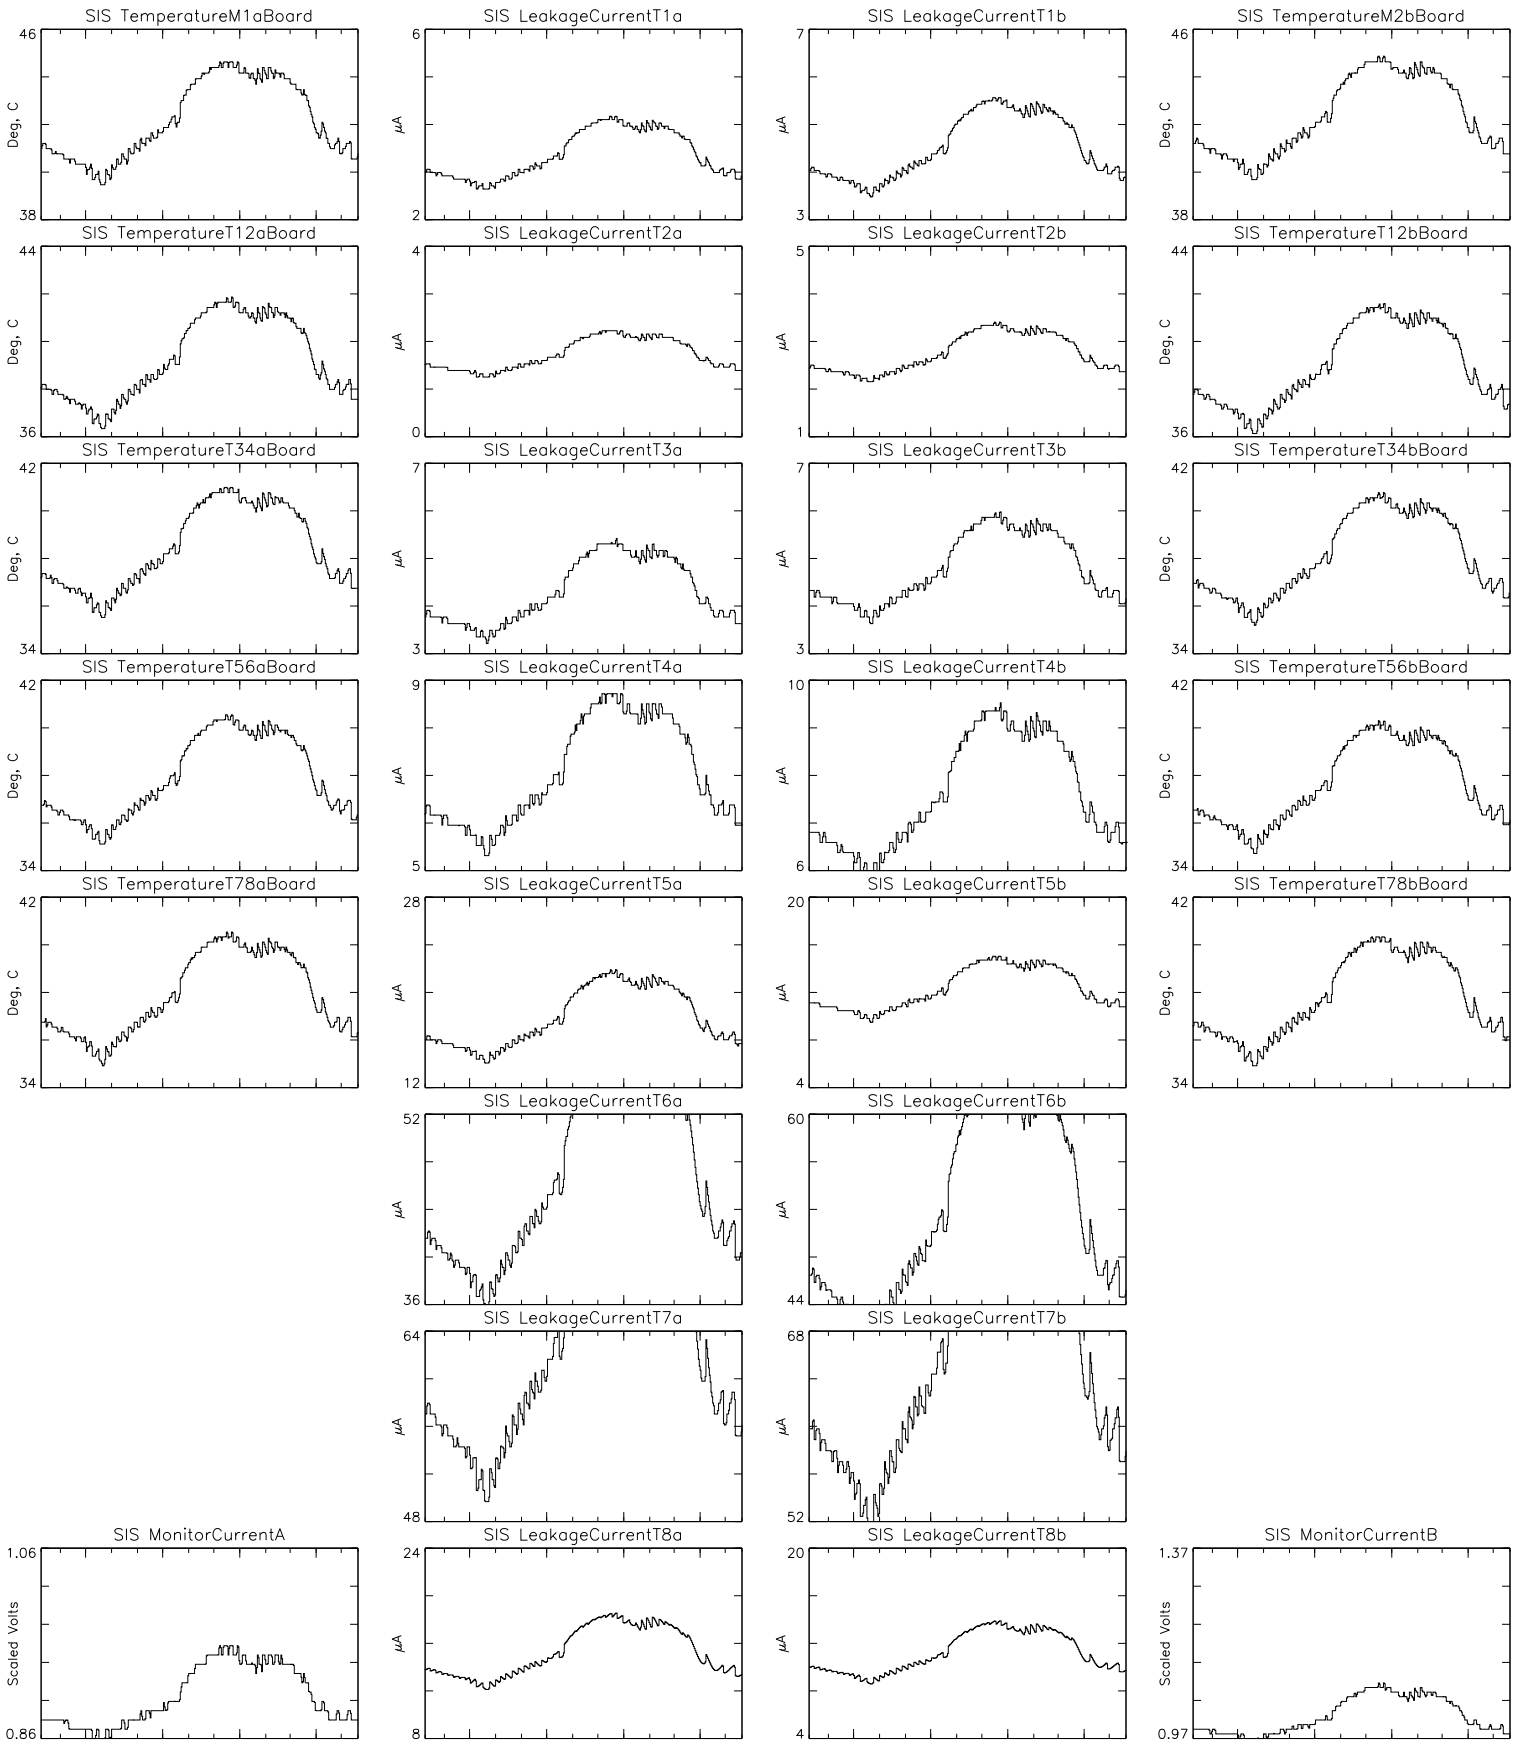 SIS TemperatureM1aBoard SIS LeakageCurrentT1a SIS LeakageCurrentT1b SIS TemperatureM2bBoard
46 6 7 46
Deg, C μA μA Deg, C
38 2 3 38
SIS TemperatureT12aBoard SIS LeakageCurrentT2a SIS LeakageCurrentT2b SIS TemperatureT12bBoard
44 4 5 44
Deg, C μA μA Deg, C
36 0 1 36
SIS TemperatureT34aBoard SIS LeakageCurrentT3a SIS LeakageCurrentT3b SIS TemperatureT34bBoard
42 7 7 42
Deg, C μA μA Deg, C
34 3 3 34
SIS TemperatureT56aBoard SIS LeakageCurrentT4a SIS LeakageCurrentT4b SIS TemperatureT56bBoard
42 9 10 42
Deg, C μA μA Deg, C
34 5 6 34
SIS TemperatureT78aBoard SIS LeakageCurrentT5a SIS LeakageCurrentT5b SIS TemperatureT78bBoard
42 28 20 42
Deg, C μA μA Deg, C
34 12 4 34
SIS LeakageCurrentT6a SIS LeakageCurrentT6b
52 60
μA μA
36 44
SIS LeakageCurrentT7a SIS LeakageCurrentT7b
64 68
μA μA
48 52
SIS MonitorCurrentA SIS LeakageCurrentT8a SIS LeakageCurrentT8b SIS MonitorCurrentB
1.06 24 20 1.37
Scaled Volts μA μA Scaled Volts
0.86 8 4 0.97